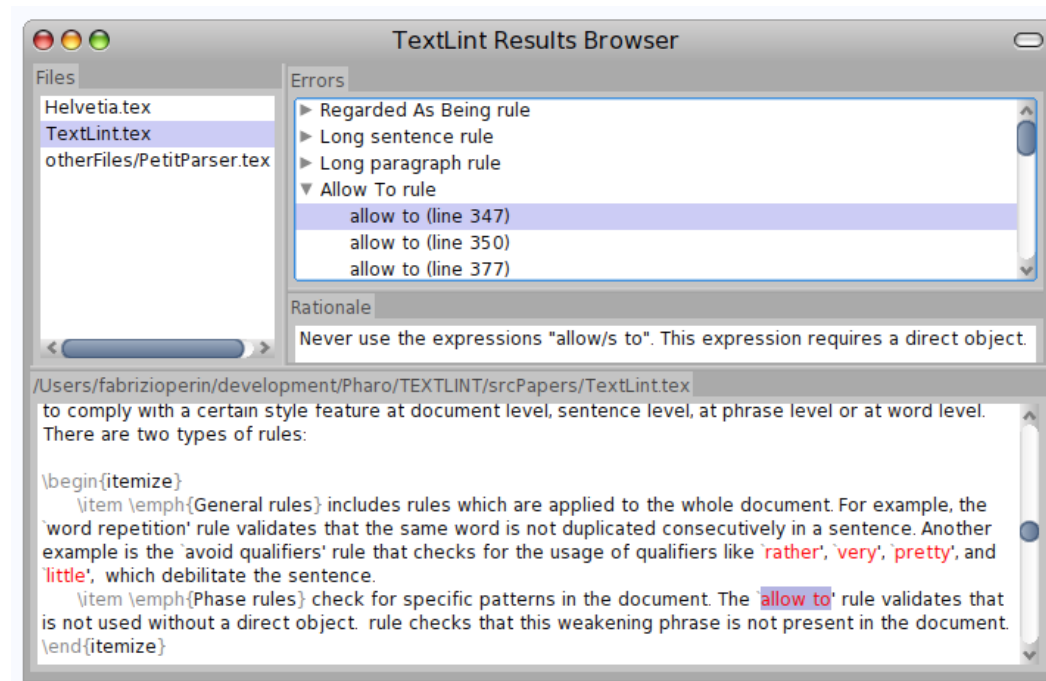 TextLint Results Browser
Files
Helvetia.tex
TextLint.tex
otherFiles/PetitParser.tex
Errors
Regarded As Being rule
Long sentence rule
Long paragraph rule
Allow To rule
allow to (line 347)
allow to (line 350)
allow to (line 377)
Rationale
Never use the expressions "allow/s to". This expression requires a direct object.
/Users/fabrizioperin/development/Pharo/TEXTLINT/srcPapers/TextLint.tex
to comply with a certain style feature at document level, sentence level, at phrase level or at word level.
There are two types of rules:
\begin{itemize}
\item \emph{General rules} includes rules which are applied to the whole document. For example, the
`word repetition' rule validates that the same word is not duplicated consecutively in a sentence. Another
example is the `avoid qualifiers' rule that checks for the usage of qualifiers like `rather', `very', `pretty', and
`little',  which debilitate the sentence.
\item \emph{Phase rules} check for specific patterns in the document. The `allow to' rule validates that
is not used without a direct object.  rule checks that this weakening phrase is not present in the document.
\end{itemize}